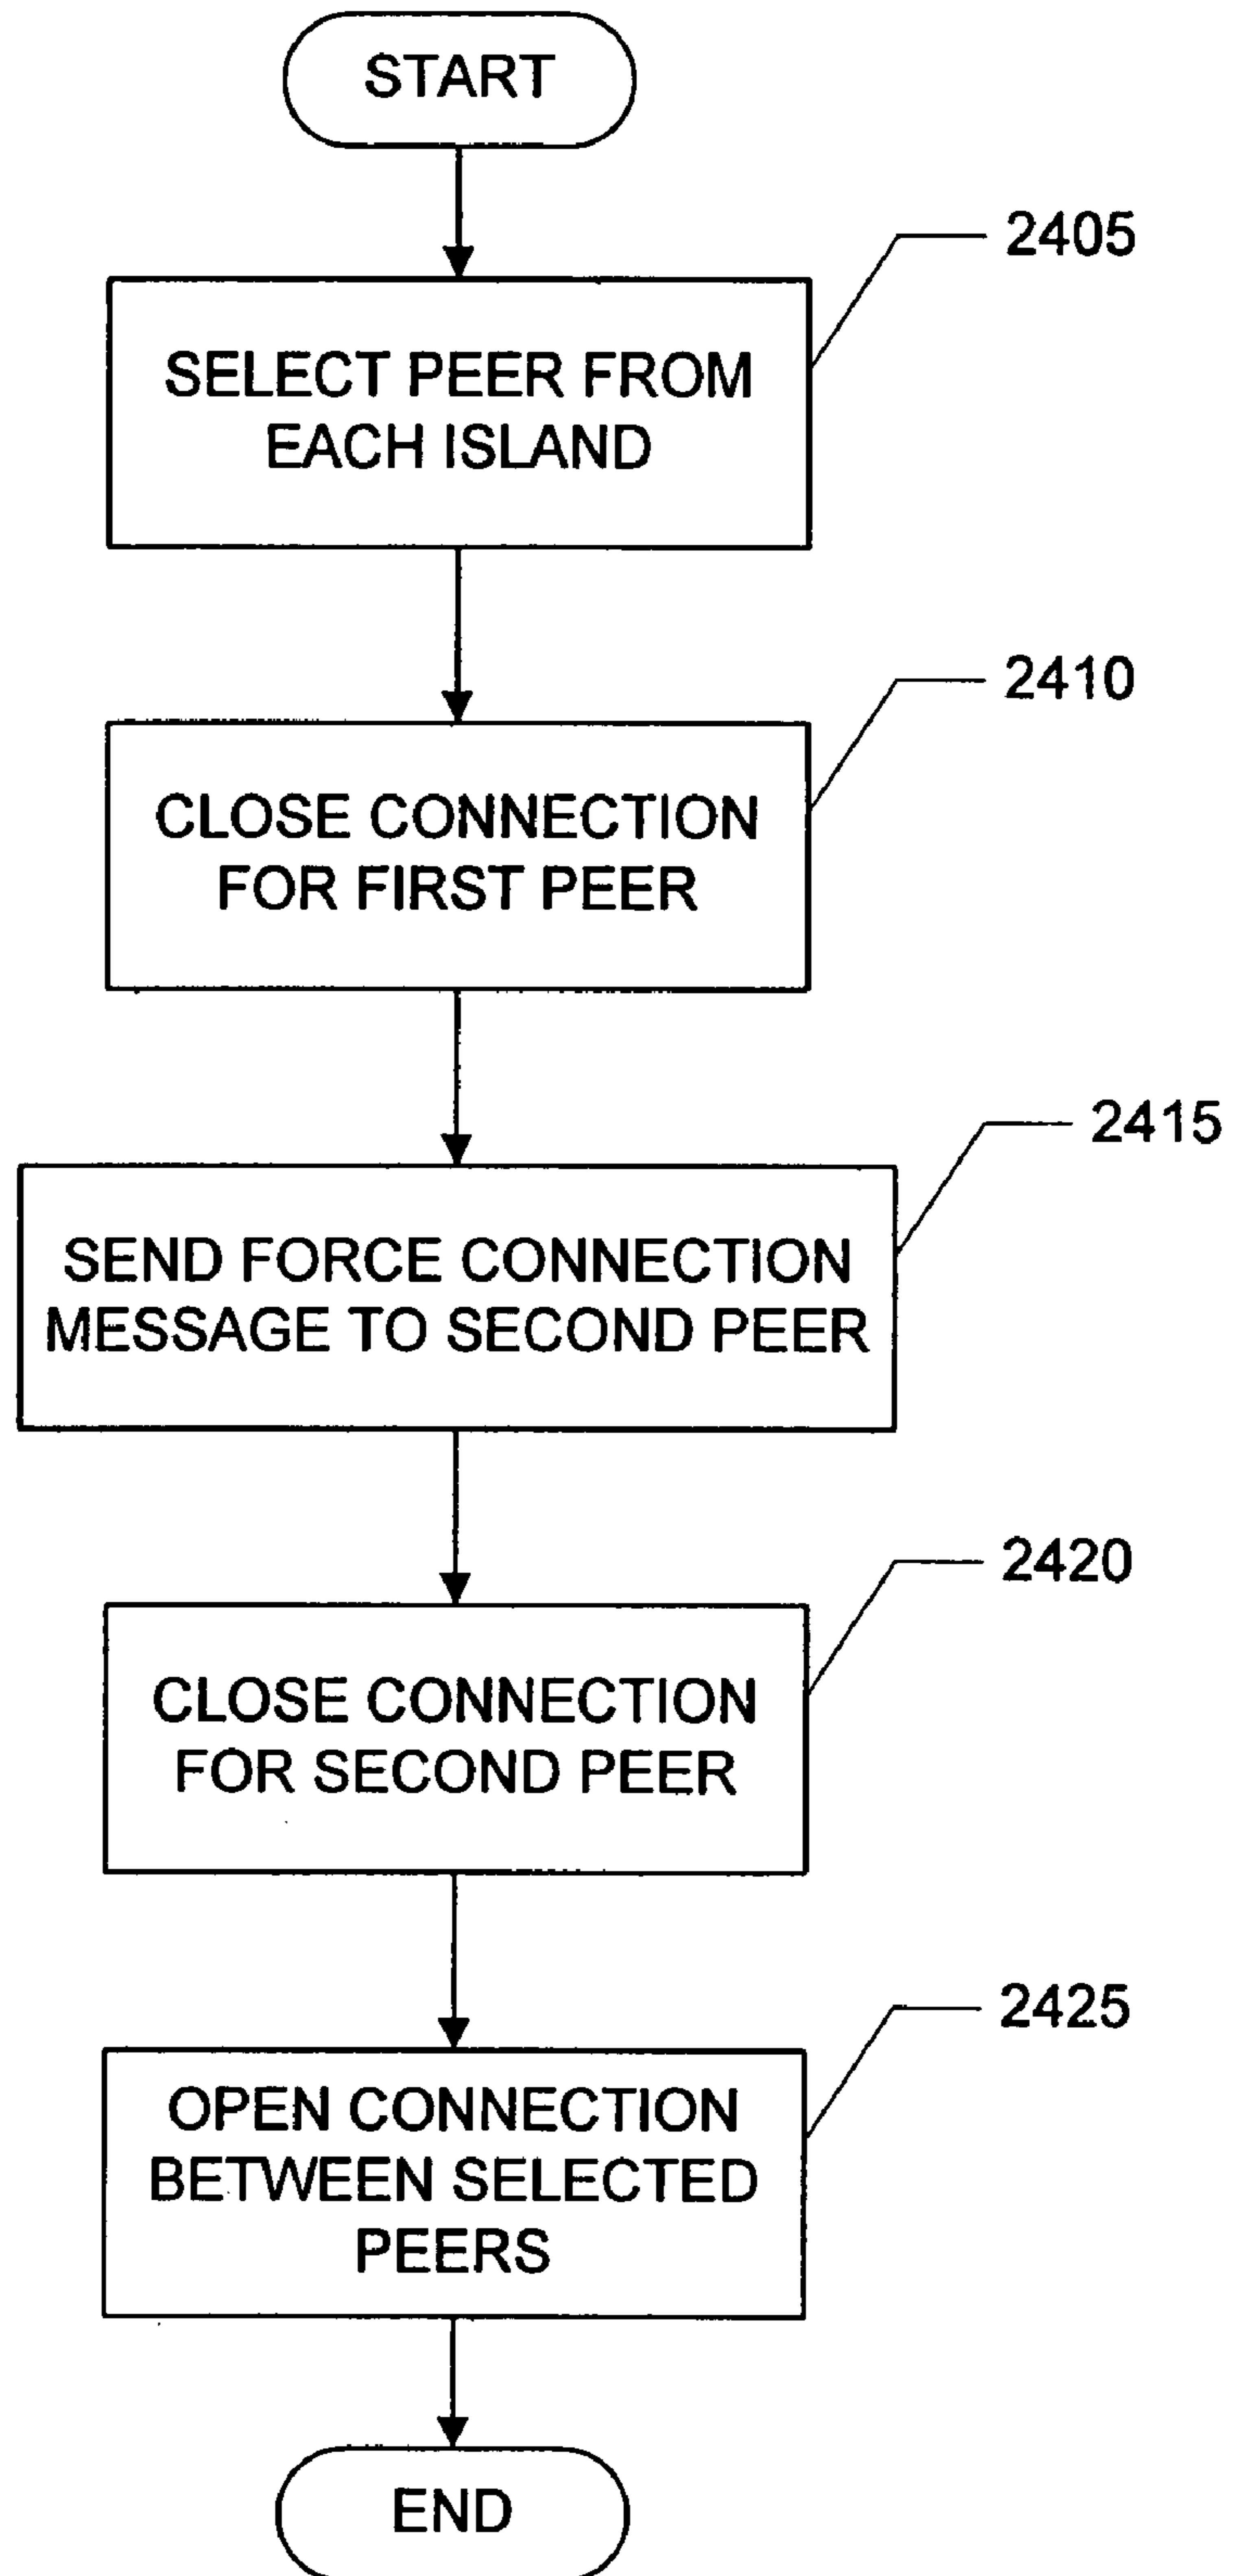 START
2405
SELECT PEER FROM
EACH ISLAND
2410
CLOSE CONNECTION
FOR FIRST PEER
2415
SEND FORCE CONNECTION
MESSAGE TO SECOND PEER
2420
CLOSE CONNECTION
FOR SECOND PEER
2425
OPEN CONNECTION
BETWEEN SELECTED
PEERS
END